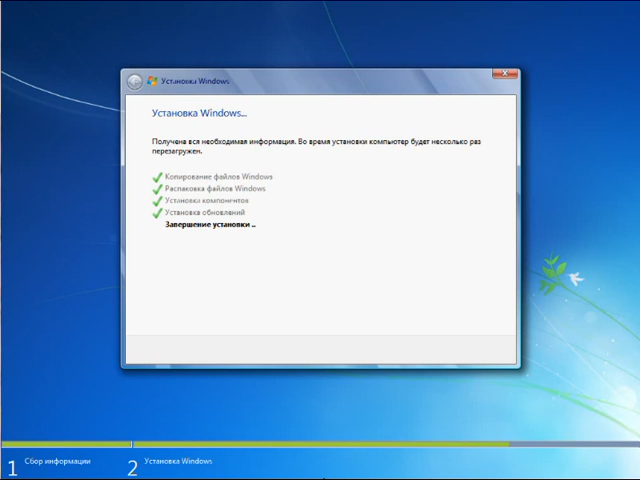 Установка Windows
Установка Windows...
Получена вся необходимая информация. Во время установки компьютер будет несколько раз
перезагружен.
Копирование файлов Windows
Распаковка файлов Windows
Установка компонентов
Установка обновлений
Завершение установки ..
1 Сбор информации
2 Установка Windows